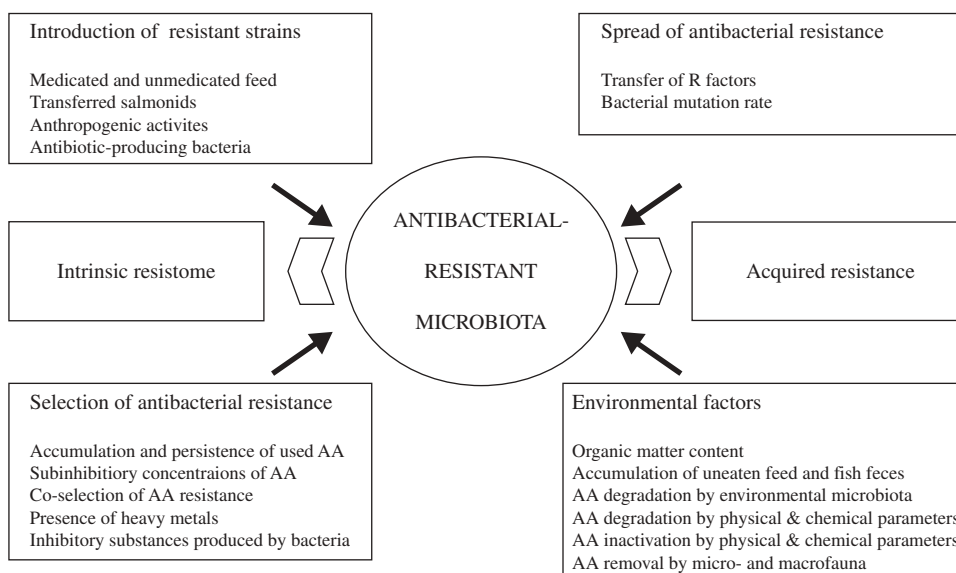 Introduction of resistant strains
Medicated and unmedicated feed
Transferred salmonids
Anthropogenic activites
Antibiotic-producing bacteria
Spread of antibacterial resistance
Transfer of R factors
Bacterial mutation rate
Intrinsic resistome
ANTIBACTERIAL-
RESISTANT
MICROBIOTA
Acquired resistance
Selection of antibacterial resistance
Accumulation and persistence of used AA
Subinhibitiory concentraions of AA
Co-selection of AA resistance
Presence of heavy metals
Inhibitory substances produced by bacteria
Environmental factors
Organic matter content
Accumulation of uneaten feed and fish feces
AA degradation by environmental microbiota
AA degradation by physical & chemical parameters
AA inactivation by physical & chemical parameters
AA removal by micro- and macrofauna